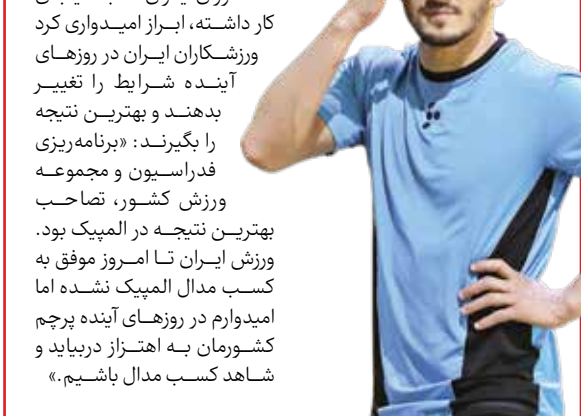 کار داشته، ابراز امیدواری کرد
ورزشکاران ایران در روزهای
آینده شرایط را تغییر
بدهند و بهترین نتیجه
را بگیرند: «برنامه‌ریزی
فدراسیون و مجموعه
ورزش کشور، تصاحب
بهترین نتیجه در المپیک بود.
ورزش ایران تا امروز موفق به
کسب مدال المپیک نشده اما
امیدوارم در روزهای آینده پرچم
کشورمان به اهتزاز دربیاید و
شاهد کسب مدال باشیم.»